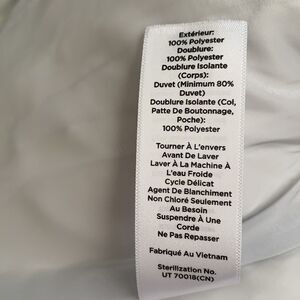 Extérieur:
100% Polyester
Doublure:
100% Polyester
Doublure Isolante
(Corps):
Duvet (Minimum 80%
Duvet)
Doublure Isolante (Col,
Patte De Boutonnage,
Poche):
100% Polyester
Tourner À L'envers
Avant De Laver
Laver À La Machine À
L'eau Froide
Cycle Délicat
Agent De Blanchiment
Non Chloré Seulement
Au Besoin
Suspendre À Une
Corde
Ne Pas Repasser
Fabriqué Au Vietnam
Sterilization No.
UT 70018(CN)